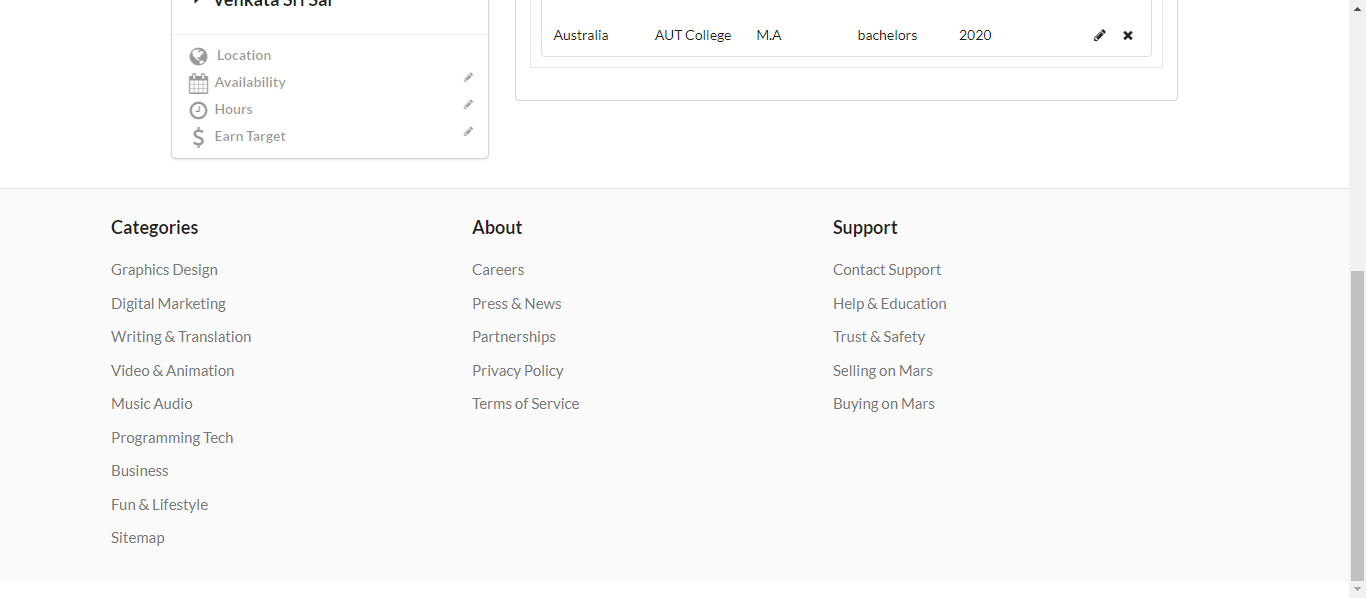 Venkata Sri Sai
Australia AUT College M.A bachelors 2020
Location
Availability
Hours
Earn Target
Categories
Graphics Design
Digital Marketing
Writing & Translation
Video & Animation
Music Audio
Programming Tech
Business
Fun & Lifestyle
Sitemap
About
Careers
Press & News
Partnerships
Privacy Policy
Terms of Service
Support
Contact Support
Help & Education
Trust & Safety
Selling on Mars
Buying on Mars